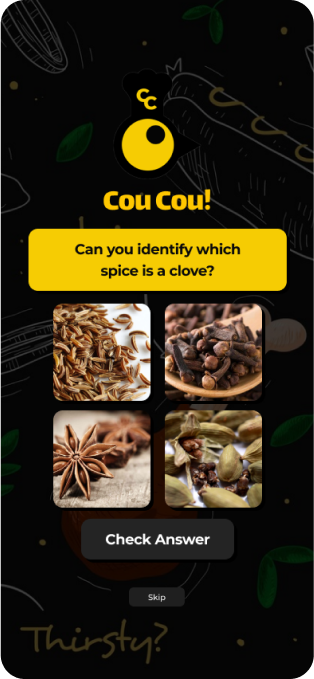 CC
Cou Cou!
Can you identify which
spice is a clove?
Check Answer
Skip
Thirsty?